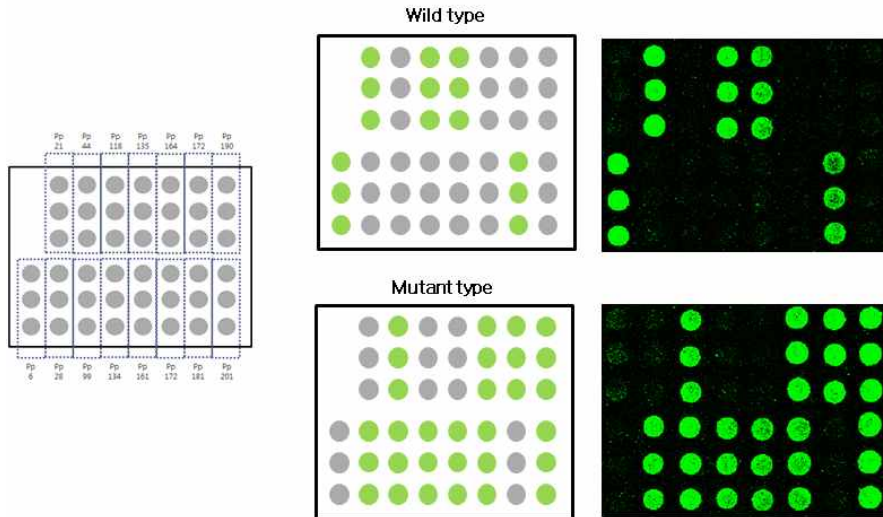 Wild type
Pp Pp Pp Pp Pp Pp Pp
21 44 118 135 164 172 190
Mutant type
Pp Pp Pp Pp Pp Pp Pp Pp
6 28 99 134 161 172 181 201